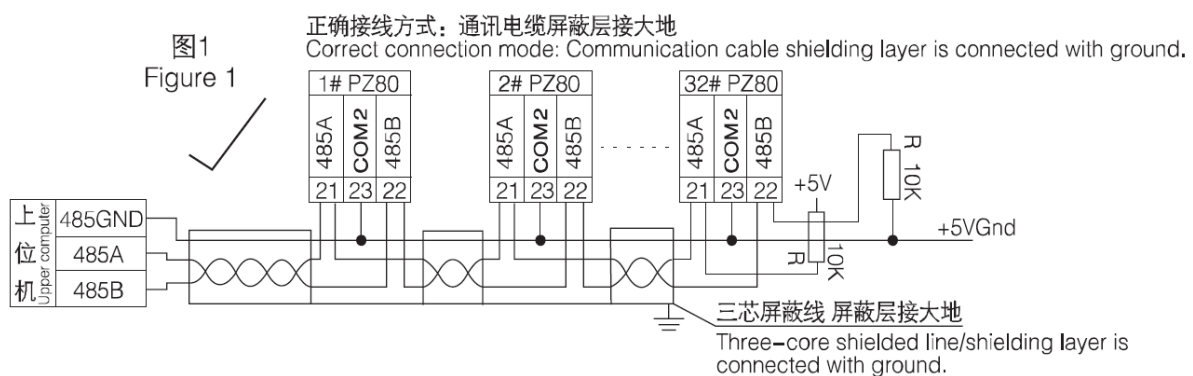 图1
Figure 1
正确接线方式：通讯电缆屏蔽层接大地
Correct connection mode: Communication cable shielding layer is connected with ground.
1# PZ80
485A
COM2
485B
21 23 22
2# PZ80
485A
COM2
485B
21 23 22
32# PZ80
485A
COM2
485B
21 23 22
R 10K
+5V
R 10K
+5VGnd
上位机
Upper computer
485GND
485A
485B
三芯屏蔽线 屏蔽层接大地
Three-core shielded line/shielding layer is
connected with ground.